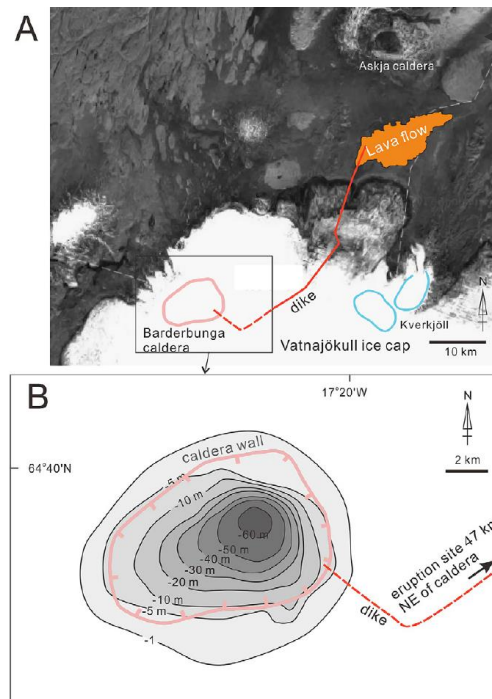 A
Askja caldera
Lava flow
dike
Barderbunga
caldera
Kverkjöll
Vatnajökull ice cap
N
10 km
B
17°20'W
N
64°40'N
2 km
caldera wall
-5 m
-10 m
-60 m
-50 m
-40 m
-30 m
-20 m
-10 m
-5 m
-1
eruption site 47 km
NE of caldera
dike